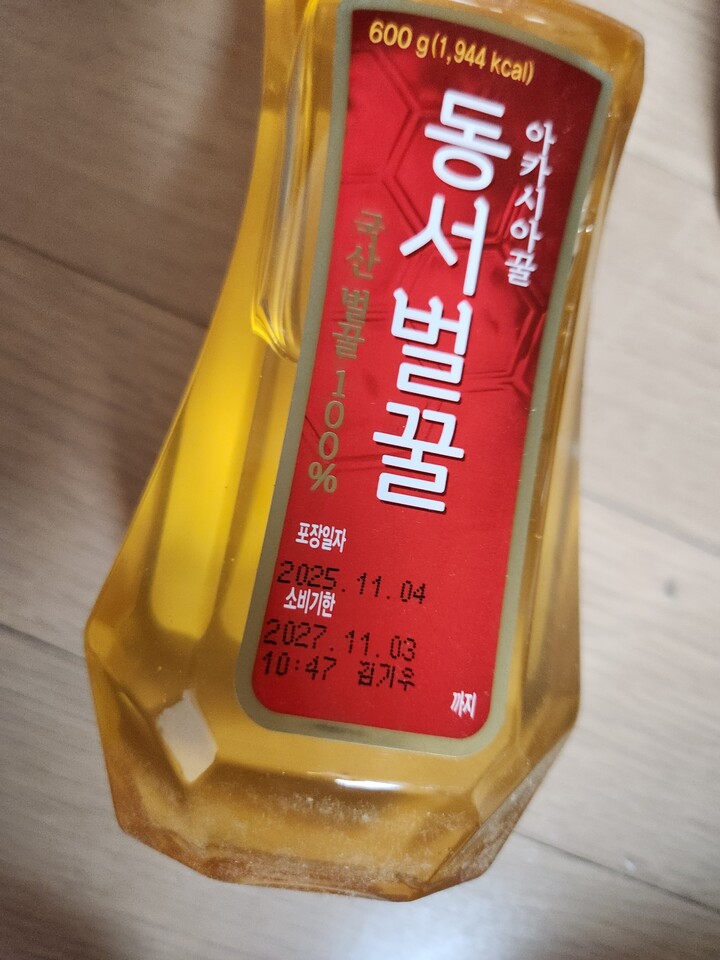 600 g(1,944 kcal)
아카시아꿀
동서벌꿀
국산 벌꿀 100%
포장일자
2025.11.04
소비기한
2027.11.03
10:47 김기우
까지